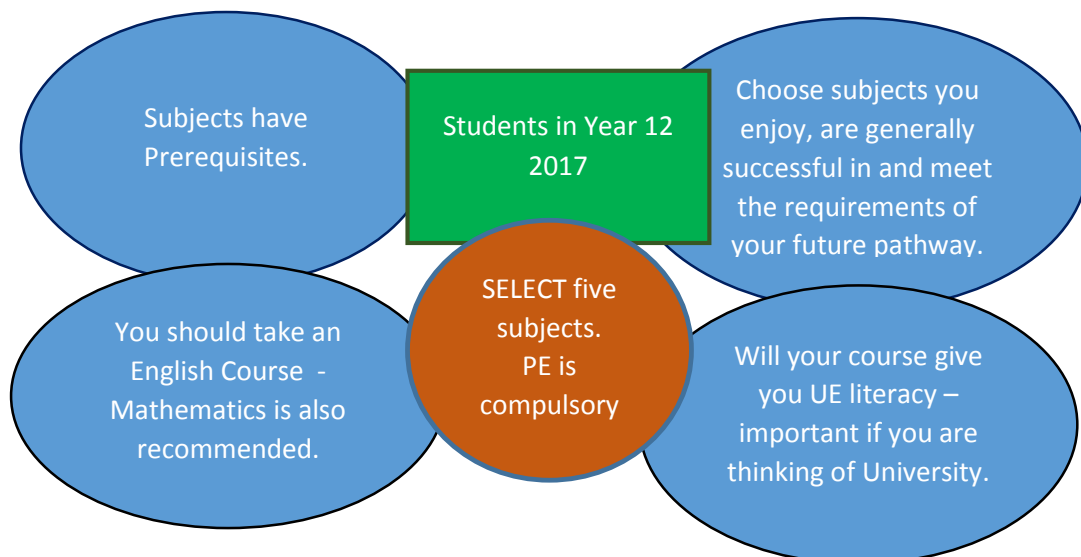 Subjects have
Prerequisites.
Students in Year 12
2017
Choose subjects you
enjoy, are generally
successful in and meet
the requirements of
your future pathway.
SELECT five
subjects.
PE is
compulsory
You should take an
English Course  -
Mathematics is also
recommended.
Will your course give
you UE literacy –
important if you are
thinking of University.